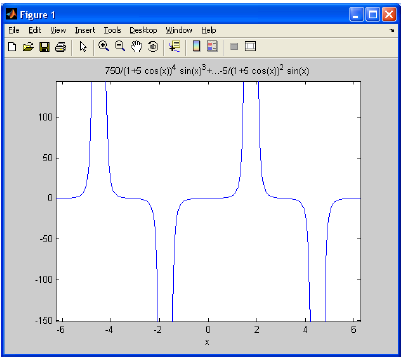 Figure 1
File Edit View Insert Tools Desktop Window Help
750/(1+5 cos(x))^4 sin(x)^3+...-5/(1+5 cos(x))^2 sin(x)
100
50
0
-50
-100
-150
-6 -4 -2 0 2 4 6
x